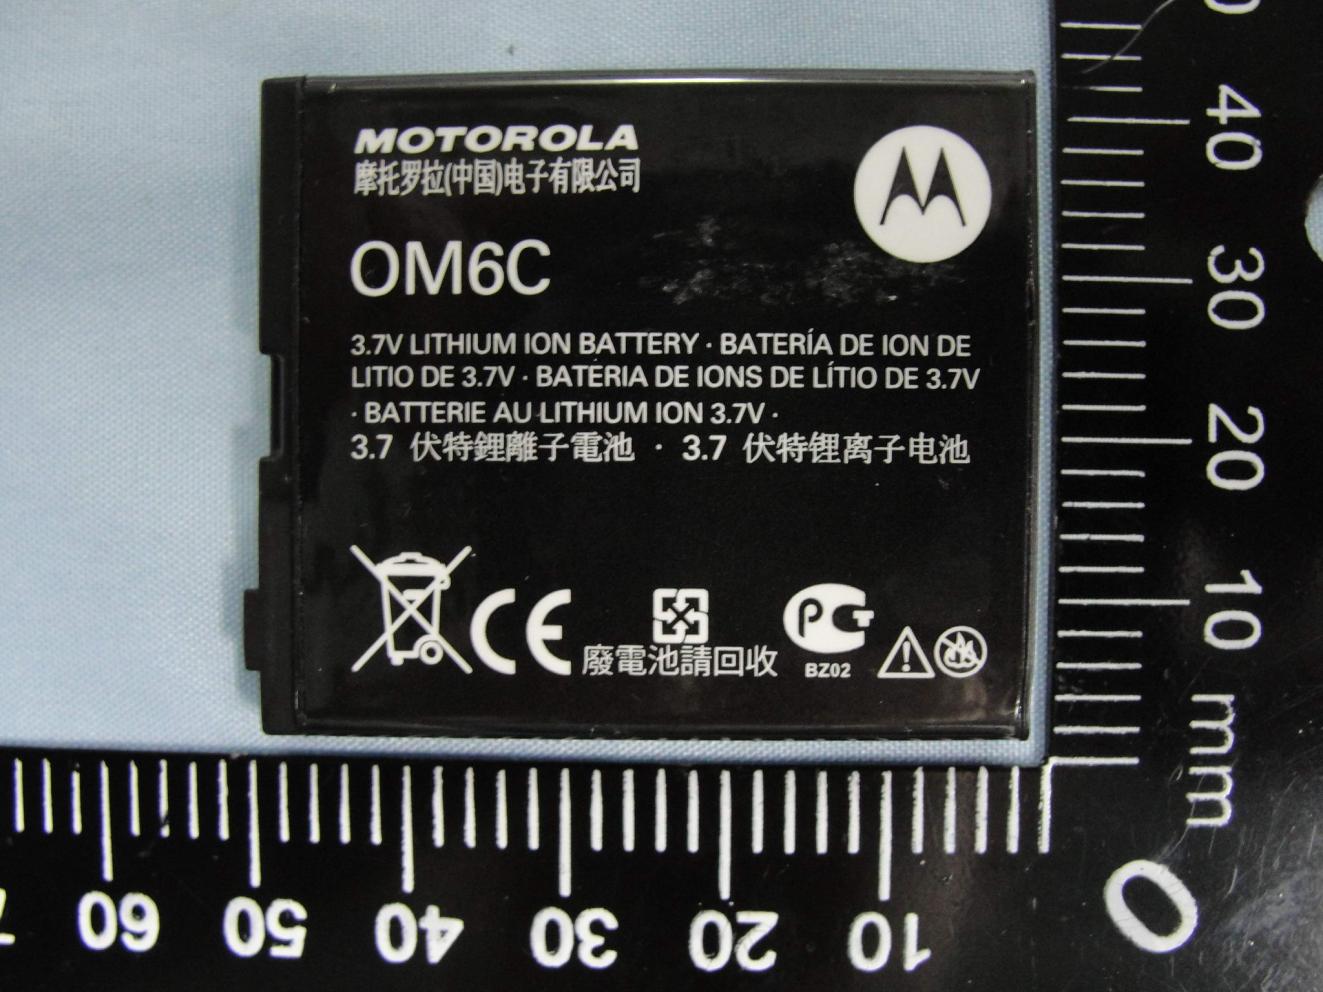 MOTOROLA
摩托罗拉(中国)电子有限公司
OM6C
3.7V LITHIUM ION BATTERY · BATERÍA DE ION DE
LITIO DE 3.7V · BATERIA DE IONS DE LÍTIO DE 3.7V
· BATTERIE AU LITHIUM ION 3.7V ·
3.7 伏特鋰離子電池 · 3.7 伏特锂离子电池
CE
廢電池請回收
PCT
BZ02
40
30
20
10
mm
0
60 50 40 30 20 10